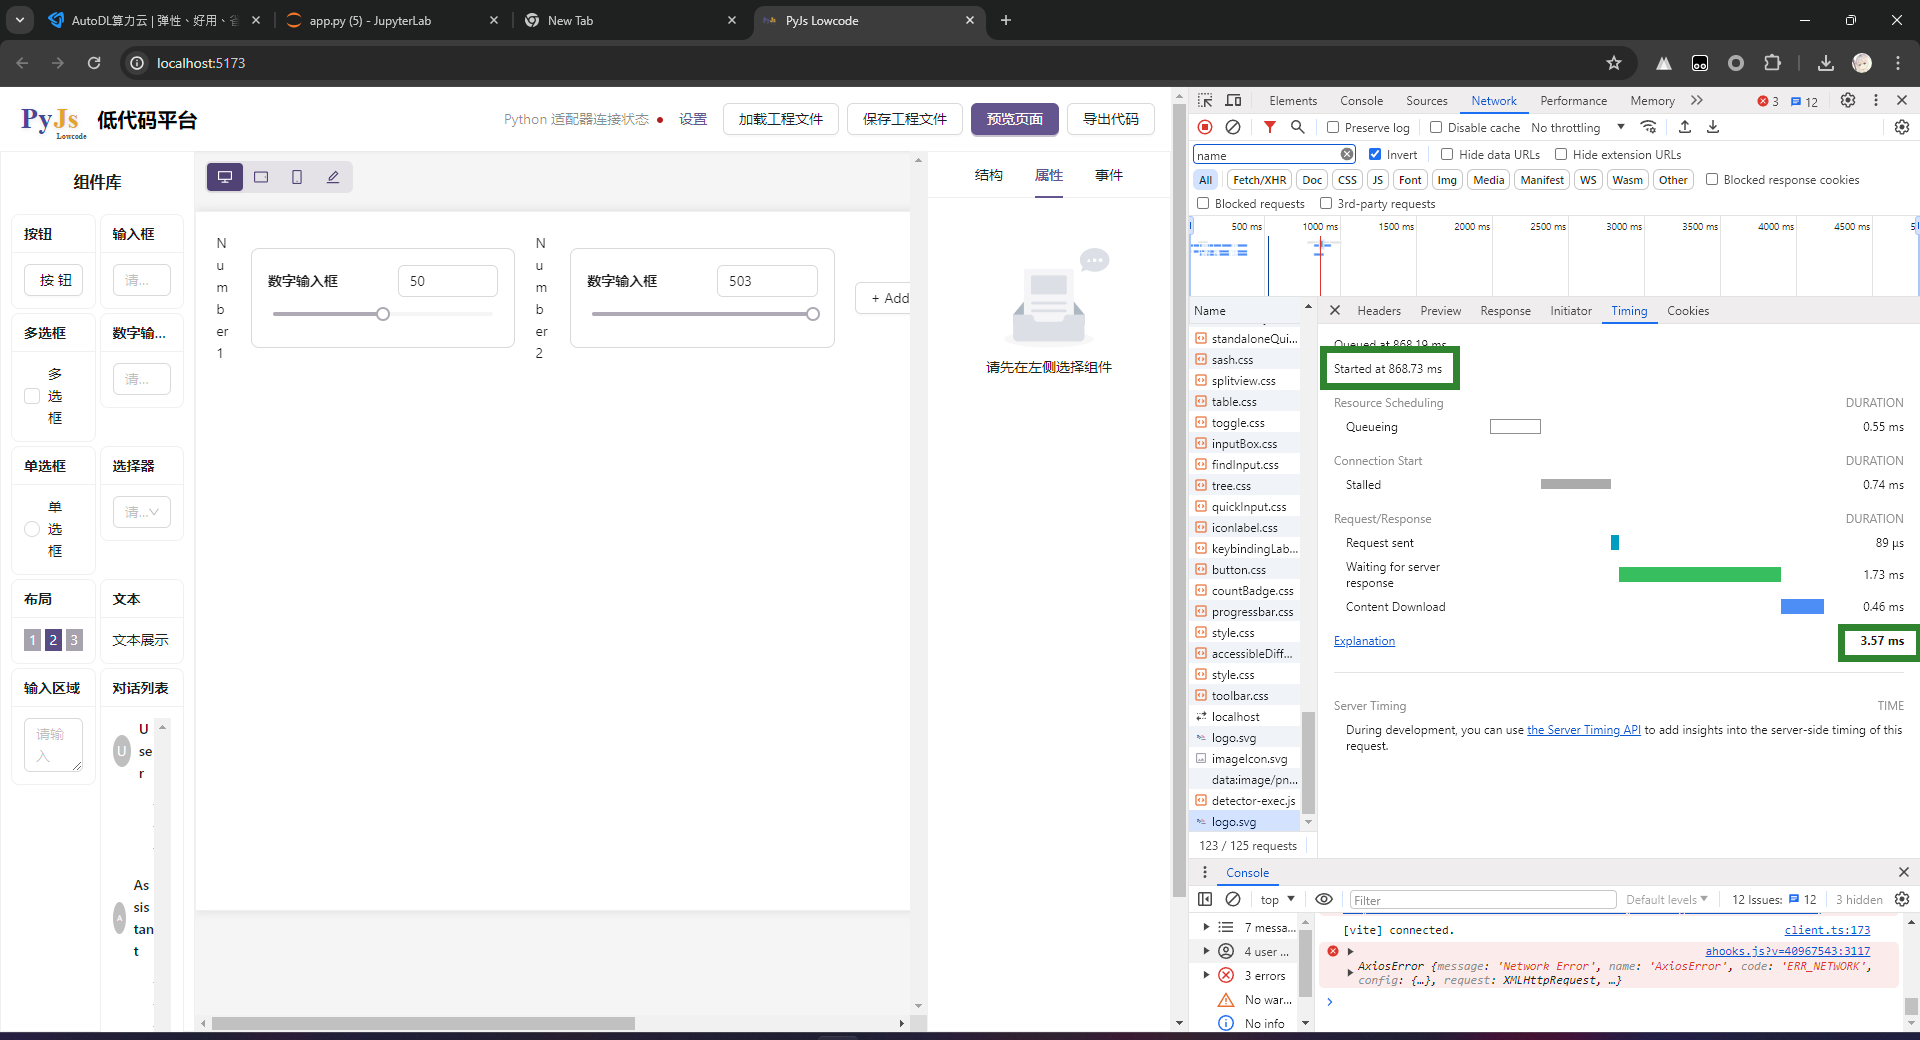 AutoDL算力云 | 弹性、好用、省
app.py (5) - JupyterLab
New Tab
PyJs Lowcode
localhost:5173
PyJs
Lowcode
低代码平台
Python 适配器连接状态
设置
加载工程文件
保存工程文件
预览页面
导出代码
组件库
按钮
输入框
按 钮
请...
多选框
数字输...
多选框
请...
单选框
选择器
单选框
请...
布局
文本
1 2 3
文本展示
输入区域
对话列表
请输入
U
User
A
Assistant
Number1
数字输入框
50
Number2
数字输入框
503
+ Add
结构
属性
事件
请先在左侧选择组件
Elements
Console
Sources
Network
Performance
Memory
3
12
Preserve log
Disable cache
No throttling
name
Invert
Hide data URLs
Hide extension URLs
All
Fetch/XHR
Doc
CSS
JS
Font
Img
Media
Manifest
WS
Wasm
Other
Blocked response cookies
Blocked requests
3rd-party requests
500 ms
1000 ms
1500 ms
2000 ms
2500 ms
3000 ms
3500 ms
4000 ms
4500 ms
5
Name
standaloneQui...
sash.css
splitview.css
table.css
toggle.css
inputBox.css
findInput.css
tree.css
quickInput.css
iconlabel.css
keybindingLab...
button.css
countBadge.css
progressbar.css
style.css
accessibleDiff...
style.css
toolbar.css
localhost
logo.svg
imageIcon.svg
data:image/pn...
detector-exec.js
logo.svg
123 / 125 requests
Headers
Preview
Response
Initiator
Timing
Cookies
Queued at 868.19 ms
Started at 868.73 ms
Resource Scheduling
DURATION
Queueing
0.55 ms
Connection Start
DURATION
Stalled
0.74 ms
Request/Response
DURATION
Request sent
89 μs
Waiting for server response
1.73 ms
Content Download
0.46 ms
Explanation
3.57 ms
Server Timing
TIME
During development, you can use the Server Timing API to add insights into the server-side timing of this
request.
Console
top
Filter
Default levels
12 Issues:
12
3 hidden
7 messa...
4 user ...
3 errors
No war...
No info
[vite] connected.
client.ts:173
ahooks.js?v=40967543:3117
AxiosError {message: 'Network Error', name: 'AxiosError', code: 'ERR_NETWORK',
config: {…}, request: XMLHttpRequest, …}